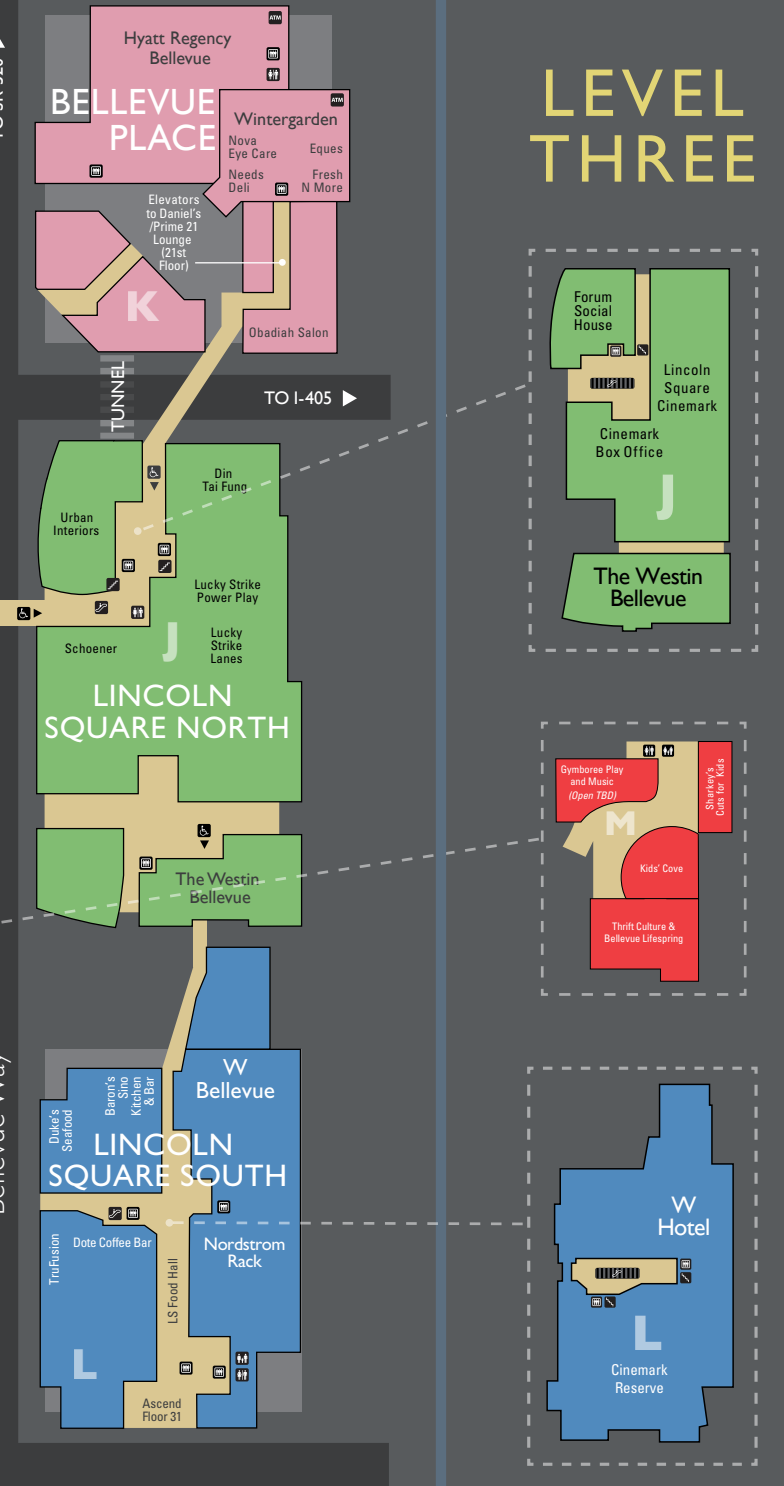 TO SR-520
ATM
Hyatt Regency
Bellevue
BELLEVUE
PLACE
ATM
Wintergarden
Nova
Eye Care
Eques
Needs
Deli
Fresh
N More
Elevators
to Daniel's
/Prime 21
Lounge
(21st
Floor)
K
Obadiah Salon
TUNNEL
TO I-405
Din
Tai Fung
Urban
Interiors
Lucky Strike
Power Play
Lucky
Strike
Lanes
J
Schoener
LINCOLN
SQUARE NORTH
The Westin
Bellevue
W
Bellevue
Baron's
Sino
Kitchen
& Bar
Duke's
Seafood
LINCOLN
SQUARE SOUTH
Bellevue Way
TruFusion
Dote Coffee Bar
LS Food Hall
Nordstrom
Rack
L
Ascend
Floor 31
LEVEL
THREE
Forum
Social
House
Lincoln
Square
Cinemark
Cinemark
Box Office
J
The Westin
Bellevue
Gymboree Play
and Music
(Open TBD)
Sharkey's
Cuts for Kids
M
Kids' Cove
Thrift Culture &
Bellevue Lifespring
W
Hotel
L
Cinemark
Reserve